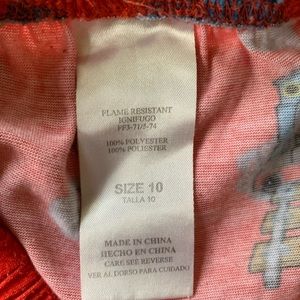 FLAME RESISTANT
IGNIFUGO
FF3-71/5-74
100% POLYESTER
100% POLIESTER
SIZE 10
TALLA 10
MADE IN CHINA
HECHO EN CHINA
CARE SEE REVERSE
VER AL DORSO PARA CUIDADO